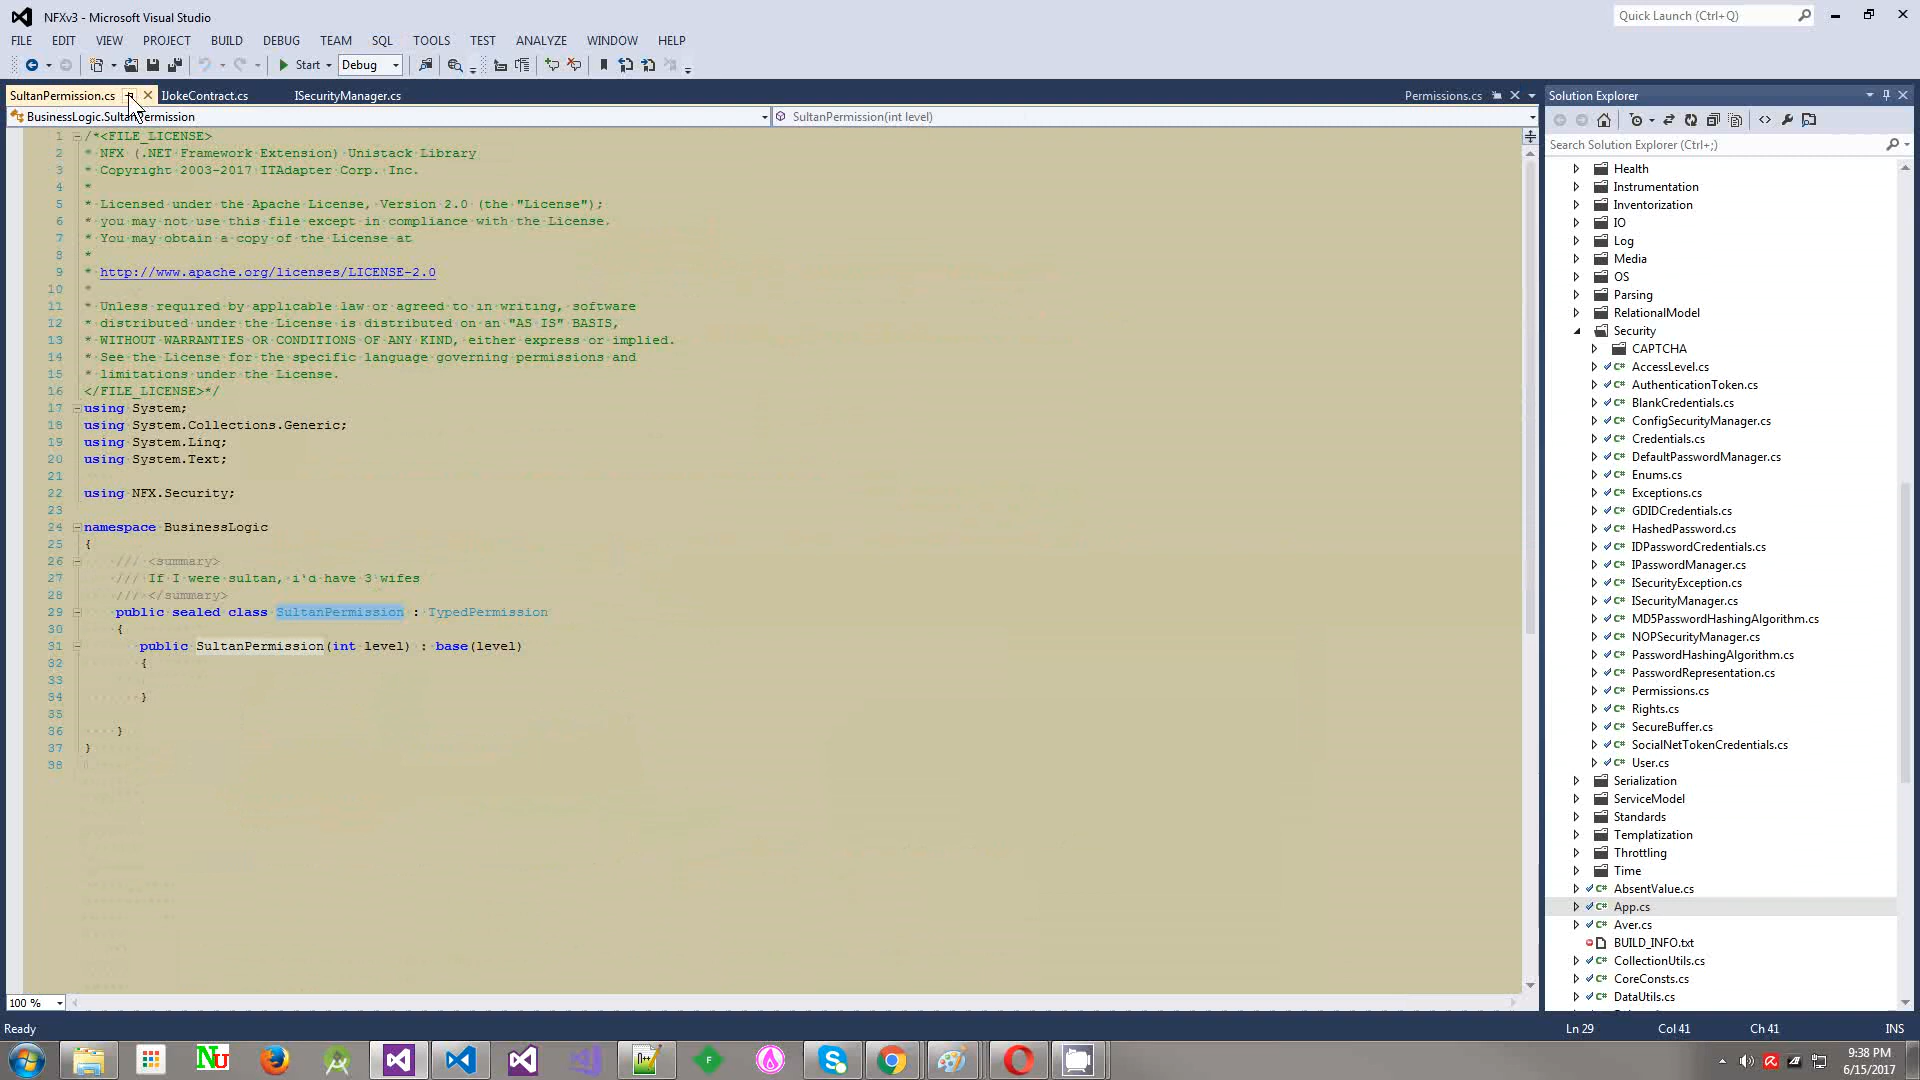 NFXv3 - Microsoft Visual Studio
Quick Launch (Ctrl+Q)
FILE EDIT VIEW PROJECT BUILD DEBUG TEAM SQL TOOLS TEST ANALYZE WINDOW HELP
Start Debug
SultanPermission.cs IJokeContract.cs ISecurityManager.cs Permissions.cs
BusinessLogic.SultanPermission SultanPermission(int level)
1 /*<FILE_LICENSE>
2 * NFX (.NET Framework Extension) Unistack Library
3 * Copyright 2003-2017 ITAdapter Corp. Inc.
4 *
5 * Licensed under the Apache License, Version 2.0 (the "License");
6 * you may not use this file except in compliance with the License.
7 * You may obtain a copy of the License at
8 *
9 * http://www.apache.org/licenses/LICENSE-2.0
10 *
11 * Unless required by applicable law or agreed to in writing, software
12 * distributed under the License is distributed on an "AS IS" BASIS,
13 * WITHOUT WARRANTIES OR CONDITIONS OF ANY KIND, either express or implied.
14 * See the License for the specific language governing permissions and
15 * limitations under the License.
16 </FILE_LICENSE>*/
17 using System;
18 using System.Collections.Generic;
19 using System.Linq;
20 using System.Text;
21
22 using NFX.Security;
23
24 namespace BusinessLogic
25 {
26 /// <summary>
27 /// If I were sultan, i'd have 3 wifes
28 /// </summary>
29 public sealed class SultanPermission : TypedPermission
30 {
31 public SultanPermission(int level) : base(level)
32 {
33
34 }
35
36 }
37 }
38
100 %
Solution Explorer
Search Solution Explorer (Ctrl+;)
Health
Instrumentation
Inventorization
IO
Log
Media
OS
Parsing
RelationalModel
Security
CAPTCHA
C# AccessLevel.cs
C# AuthenticationToken.cs
C# BlankCredentials.cs
C# ConfigSecurityManager.cs
C# Credentials.cs
C# DefaultPasswordManager.cs
C# Enums.cs
C# Exceptions.cs
C# GDIDCredentials.cs
C# HashedPassword.cs
C# IDPasswordCredentials.cs
C# IPasswordManager.cs
C# ISecurityException.cs
C# ISecurityManager.cs
C# MD5PasswordHashingAlgorithm.cs
C# NOPSecurityManager.cs
C# PasswordHashingAlgorithm.cs
C# PasswordRepresentation.cs
C# Permissions.cs
C# Rights.cs
C# SecureBuffer.cs
C# SocialNetTokenCredentials.cs
C# User.cs
Serialization
ServiceModel
Standards
Templatization
Throttling
Time
C# AbsentValue.cs
C# App.cs
C# Aver.cs
BUILD_INFO.txt
C# CollectionUtils.cs
C# CoreConsts.cs
C# DataUtils.cs
Ready Ln 29 Col 41 Ch 41 INS
Nu
9:38 PM
6/15/2017